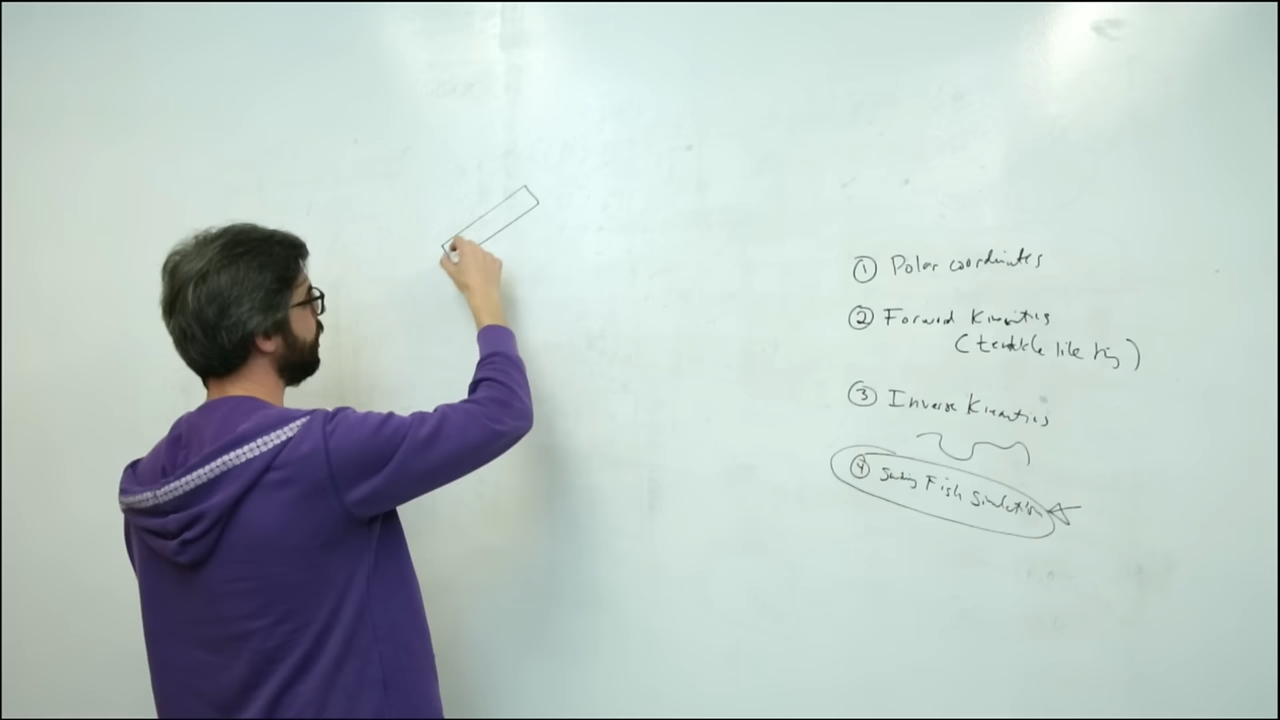 ① Polar coordinates
② Forward Kinematics
(tentacle like thing)
③ Inverse Kinematics
④ Fish Simulation